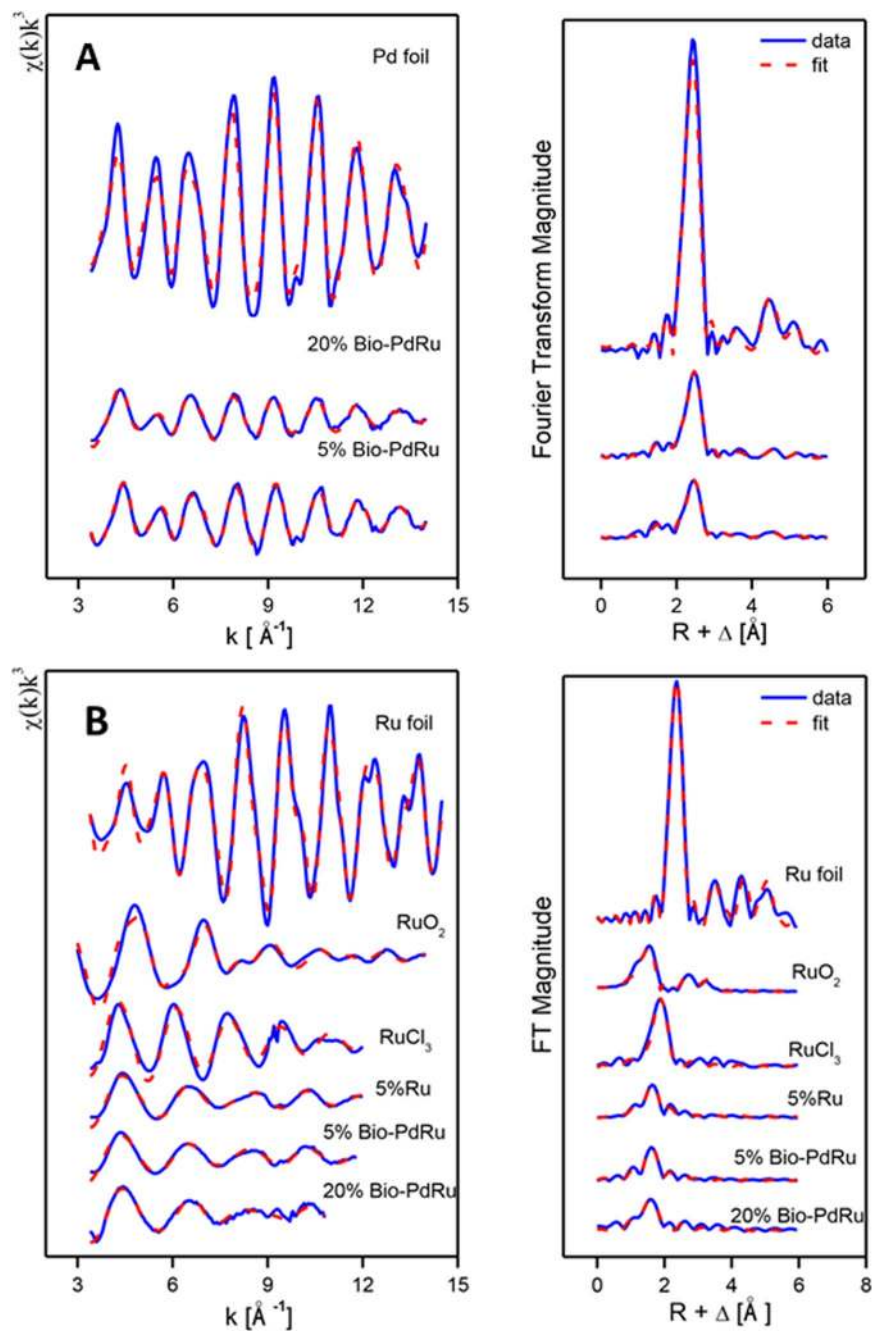 χ(k)k³
A
Pd foil
20% Bio-PdRu
5% Bio-PdRu
3 6 9 12 15
k [ Å⁻¹]
data
fit
Fourier Transform Magnitude
0 2 4 6
R + Δ [Å]
χ(k)k³
B
Ru foil
RuO₂
RuCl₃
5%Ru
5% Bio-PdRu
20% Bio-PdRu
3 6 9 12 15
k [Å⁻¹]
data
fit
Ru foil
RuO₂
RuCl₃
5%Ru
5% Bio-PdRu
20% Bio-PdRu
FT Magnitude
0 2 4 6 8
R + Δ [Å ]